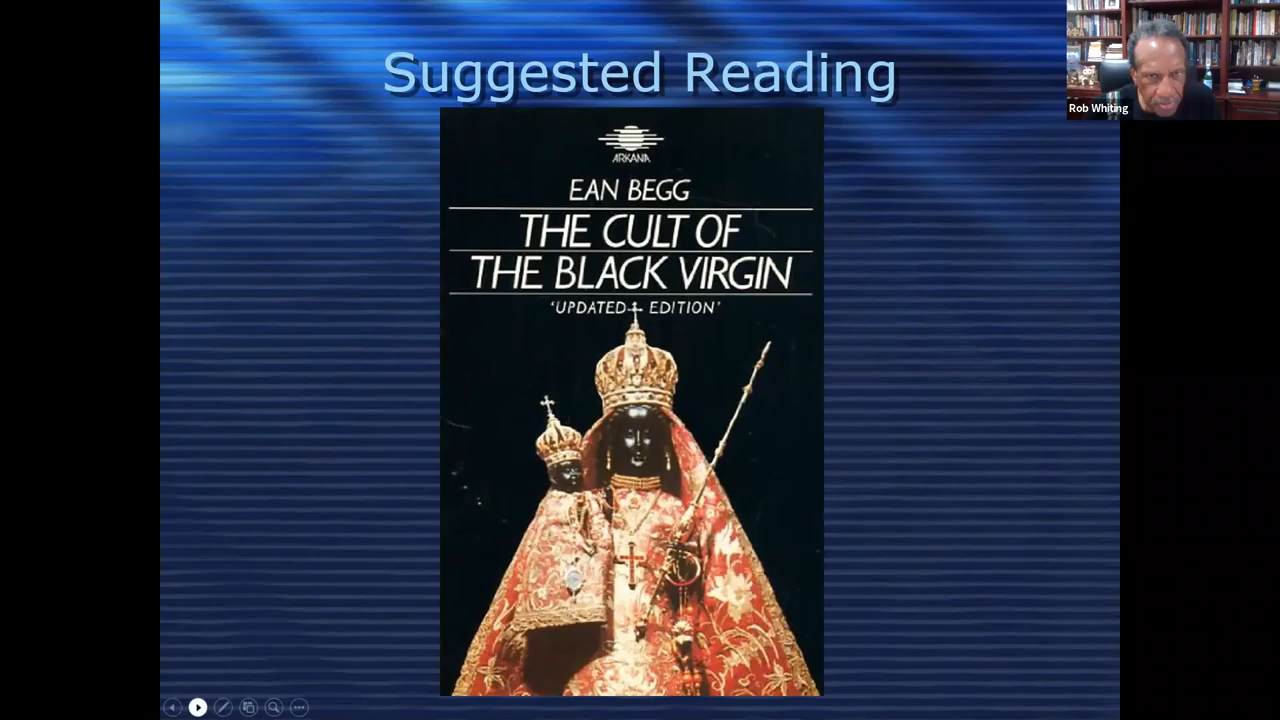 Suggested Reading
Rob Whiting
ARKANA
EAN BEGG
THE CULT OF
THE BLACK VIRGIN
'UPDATED EDITION'